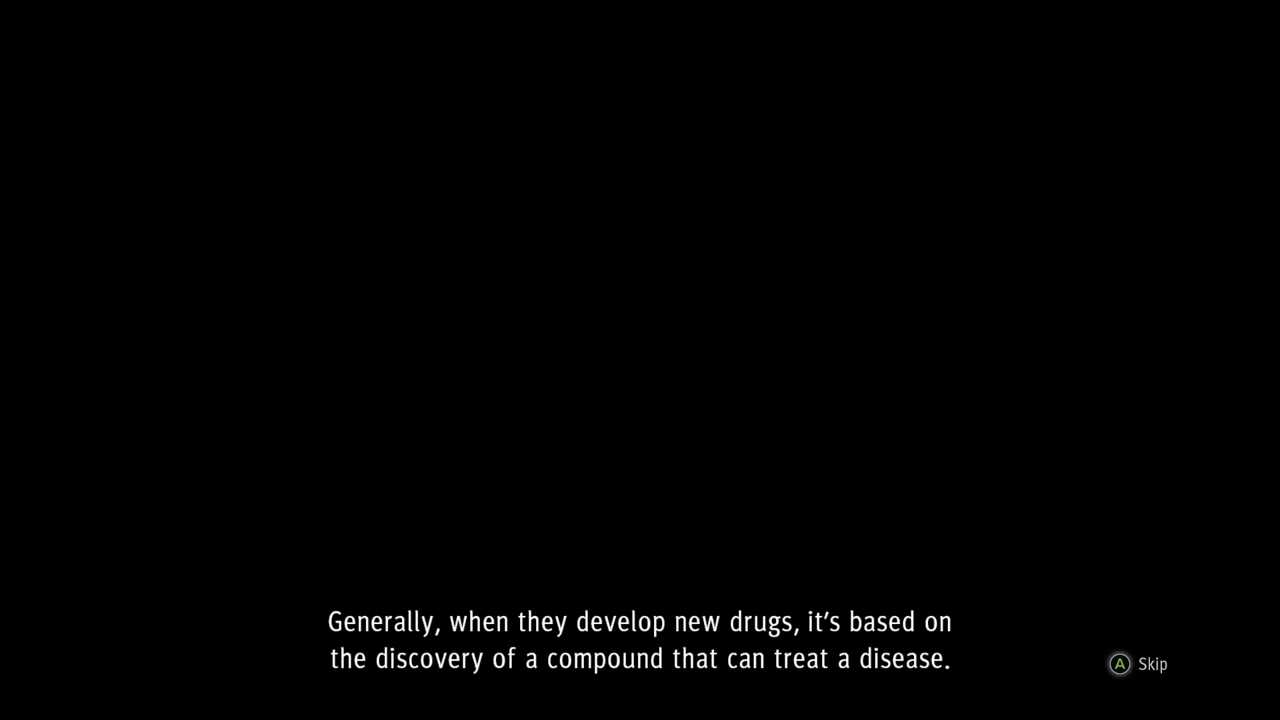 Generally, when they develop new drugs, it’s based on
the discovery of a compound that can treat a disease.
A Skip